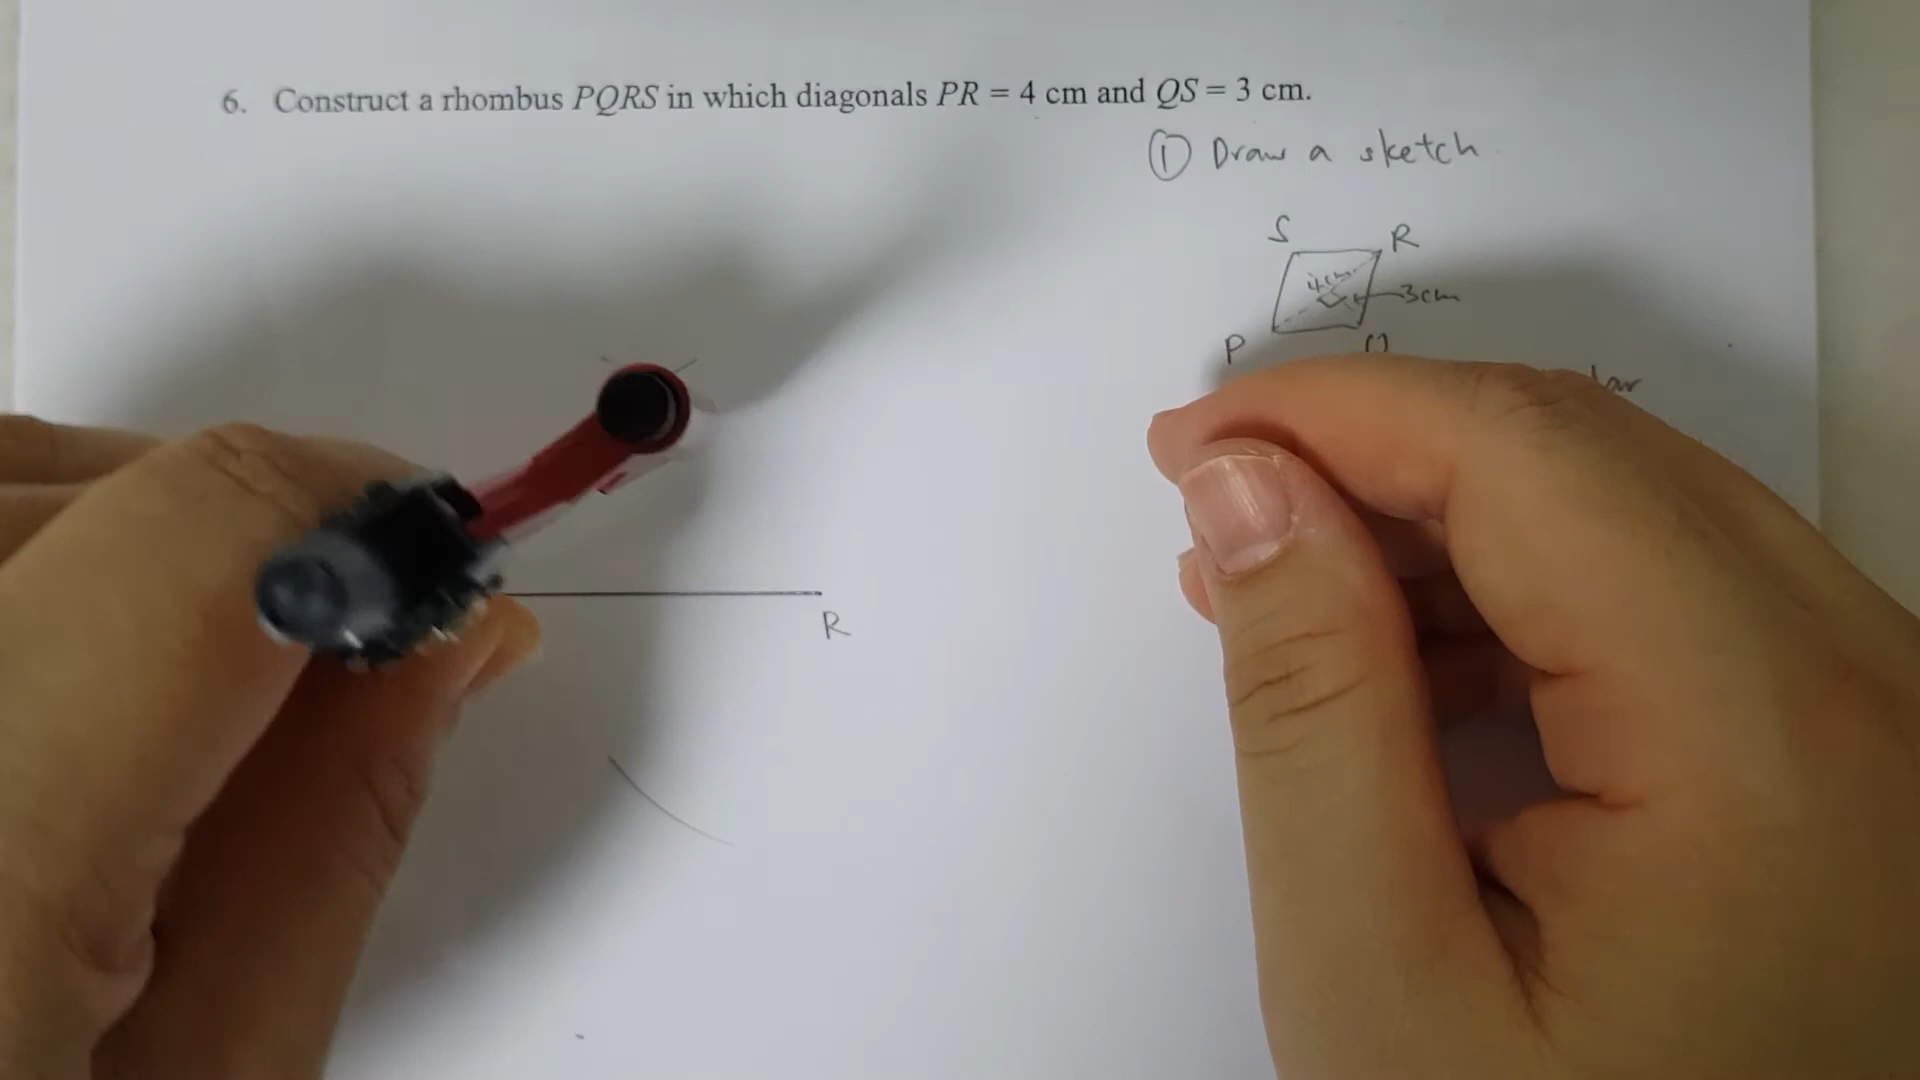 6. Construct a rhombus PQRS in which diagonals PR = 4 cm and QS = 3 cm.
① Draw a sketch
S R
4cm
3cm
P
R